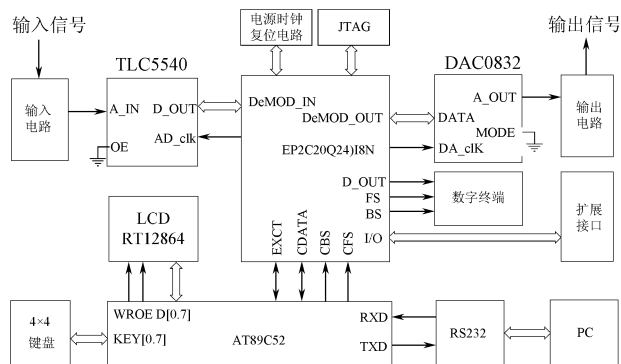 输入信号
电源时钟
复位电路
JTAG
输出信号
TLC5540
DAC0832
输入
电路
A_IN
D_OUT
AD_clk
OE
DeMOD_IN
DeMOD_OUT
EP2C20Q24)I8N
D_OUT
FS
BS
I/O
EXCT
CDATA
CBS
CFS
A_OUT
DATA
MODE
DA_clK
输出
电路
数字终端
扩展
接口
LCD
RT12864
4×4
键盘
WROE D[0.7]
KEY[0.7]
AT89C52
RXD
TXD
RS232
PC